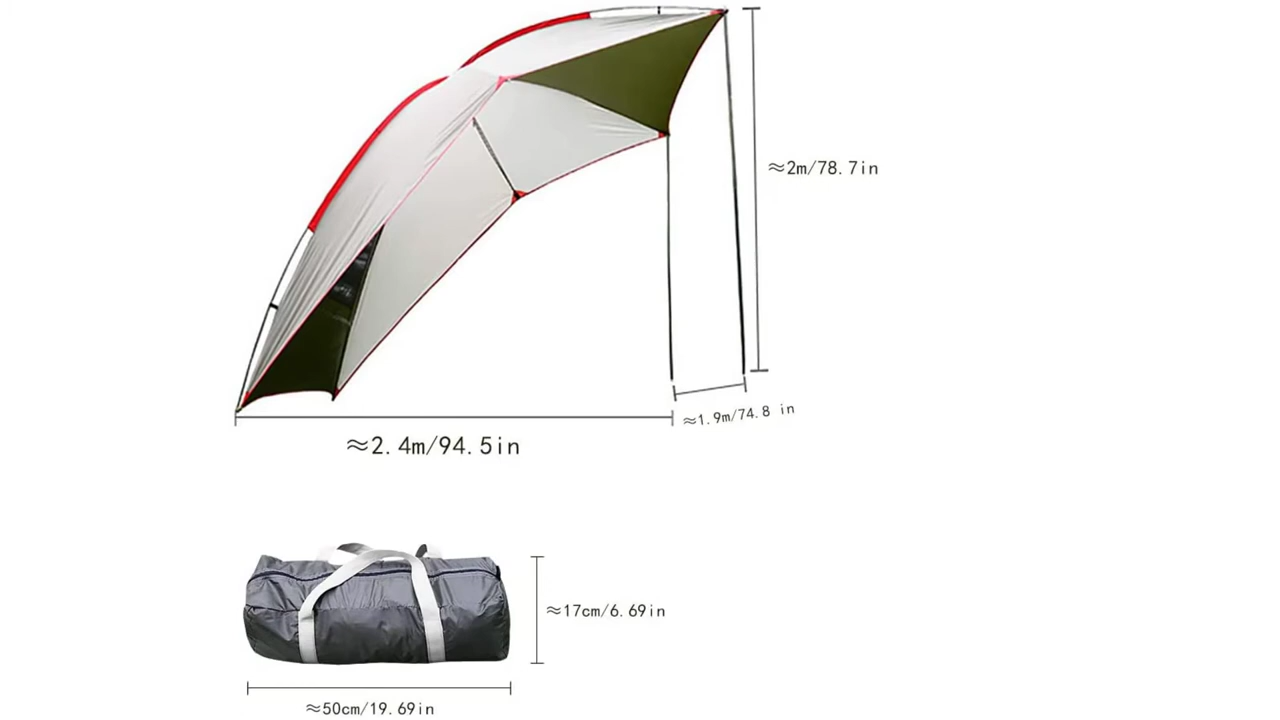 ≈2m/78.7in
≈1.9m/74.8 in
≈2.4m/94.5in
≈17cm/6.69in
≈50cm/19.69in